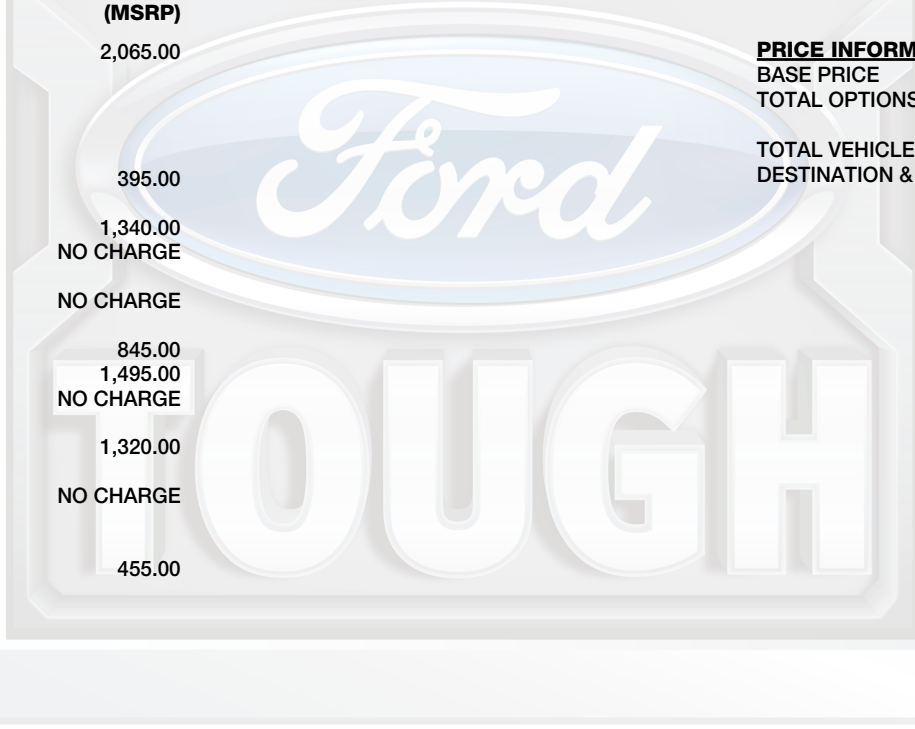 (MSRP)
2,065.00
395.00
1,340.00
NO CHARGE
NO CHARGE
845.00
1,495.00
NO CHARGE
1,320.00
NO CHARGE
455.00
PRICE INFORM
BASE PRICE
TOTAL OPTIONS
TOTAL VEHICLE
DESTINATION &
Ford
TOUGH